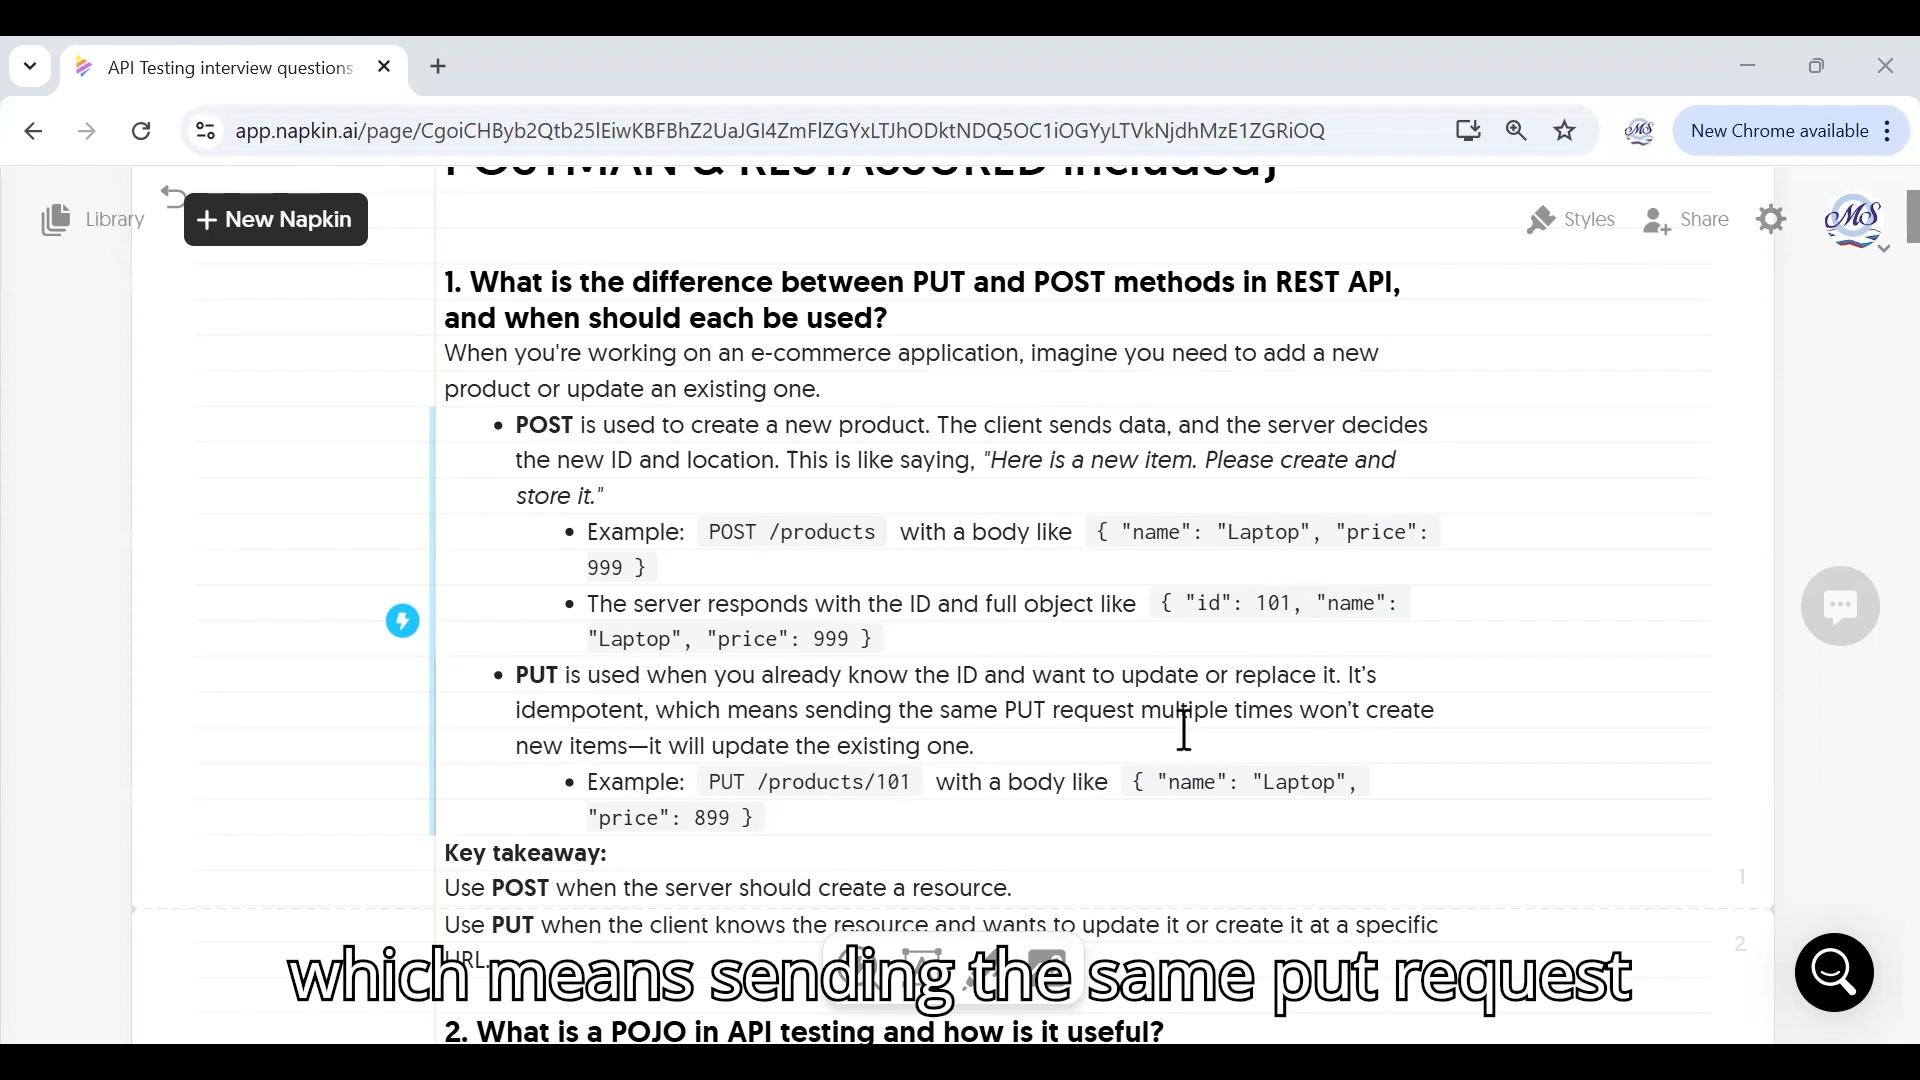 API Testing interview questions
app.napkin.ai/page/CgoiCHByb2Qtb25lEiwKBFBhZ2UaJGI4ZmFlZGYxLTJhODktNDQ5OC1iOGYyLTVkNjdhMzE1ZGRiOQ
New Chrome available
POSTMAN & RESTASSURED included)
Library
+ New Napkin
Styles
Share
MS
1. What is the difference between PUT and POST methods in REST API,
and when should each be used?
When you're working on an e-commerce application, imagine you need to add a new
product or update an existing one.
• POST is used to create a new product. The client sends data, and the server decides
the new ID and location. This is like saying, "Here is a new item. Please create and
store it."
• Example: POST /products with a body like { "name": "Laptop", "price":
999 }
• The server responds with the ID and full object like { "id": 101, "name":
"Laptop", "price": 999 }
• PUT is used when you already know the ID and want to update or replace it. It’s
idempotent, which means sending the same PUT request multiple times won’t create
new items—it will update the existing one.
• Example: PUT /products/101 with a body like { "name": "Laptop",
"price": 899 }
Key takeaway:
Use POST when the server should create a resource.
1
Use PUT when the client knows the resource and wants to update it or create it at a specific
2
URL.
which means sending the same put request
2. What is a POJO in API testing and how is it useful?